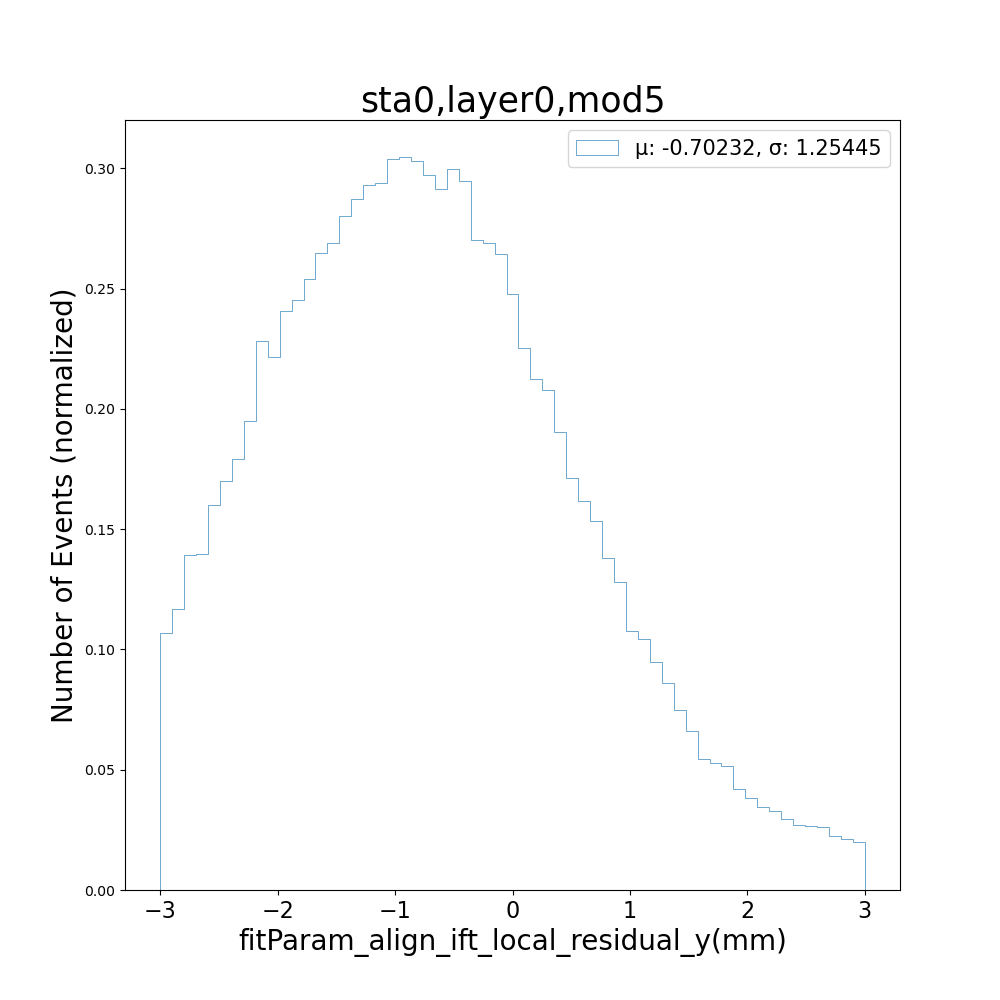 sta0,layer0,mod5
μ: -0.70232, σ: 1.25445
Number of Events (normalized)
0.30
0.25
0.20
0.15
0.10
0.05
0.00
−3 −2 −1 0 1 2 3
fitParam_align_ift_local_residual_y(mm)